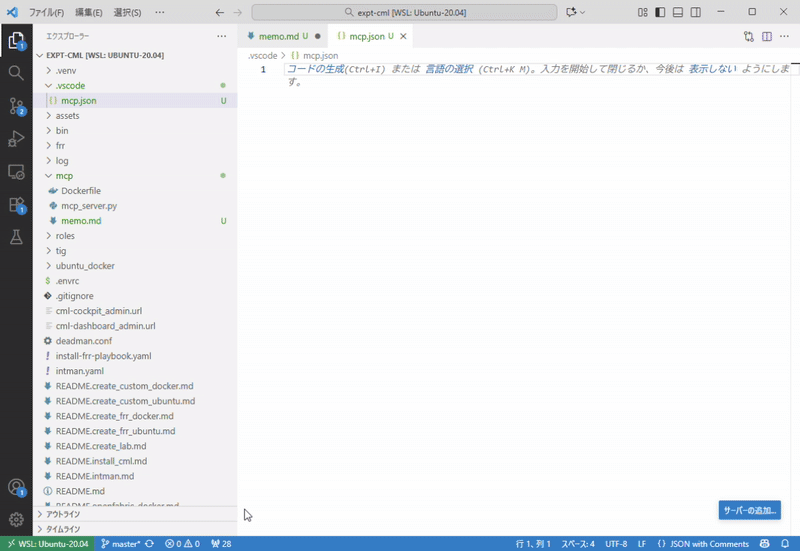 ファイル(F) 編集(E) 選択(S) ··· expt-cml [WSL: Ubuntu-20.04]
エクスプローラー ···
memo.md U
mcp.json U
.vscode > {} mcp.json
EXPT-CML [WSL: UBUNTU-20.04]
.venv
.vscode
{} mcp.json U
assets
bin
frr
log
mcp
Dockerfile
mcp_server.py
memo.md U
roles
tig
ubuntu_docker
$ .envrc
.gitignore
cml-cockpit_admin.url
cml-dashboard_admin.url
deadman.conf
! install-frr-playbook.yaml
! intman.yaml
README.create_custom_docker.md
README.create_custom_ubuntu.md
README.create_frr_docker.md
README.create_frr_ubuntu.md
README.create_lab.md
README.install_cml.md
README.intman.md
README.md
README.openfabric_docker.md
アウトライン
タイムライン
1 コードの生成(Ctrl+I) または 言語の選択 (Ctrl+K M)。入力を開始して閉じるか、今後は 表示しない ようにしま
す。
サーバーの追加...
1
2
1
1
WSL: Ubuntu-20.04 master* 0 0 28 行 1、列 1 スペース: 4 UTF-8 LF {} JSON with Comments